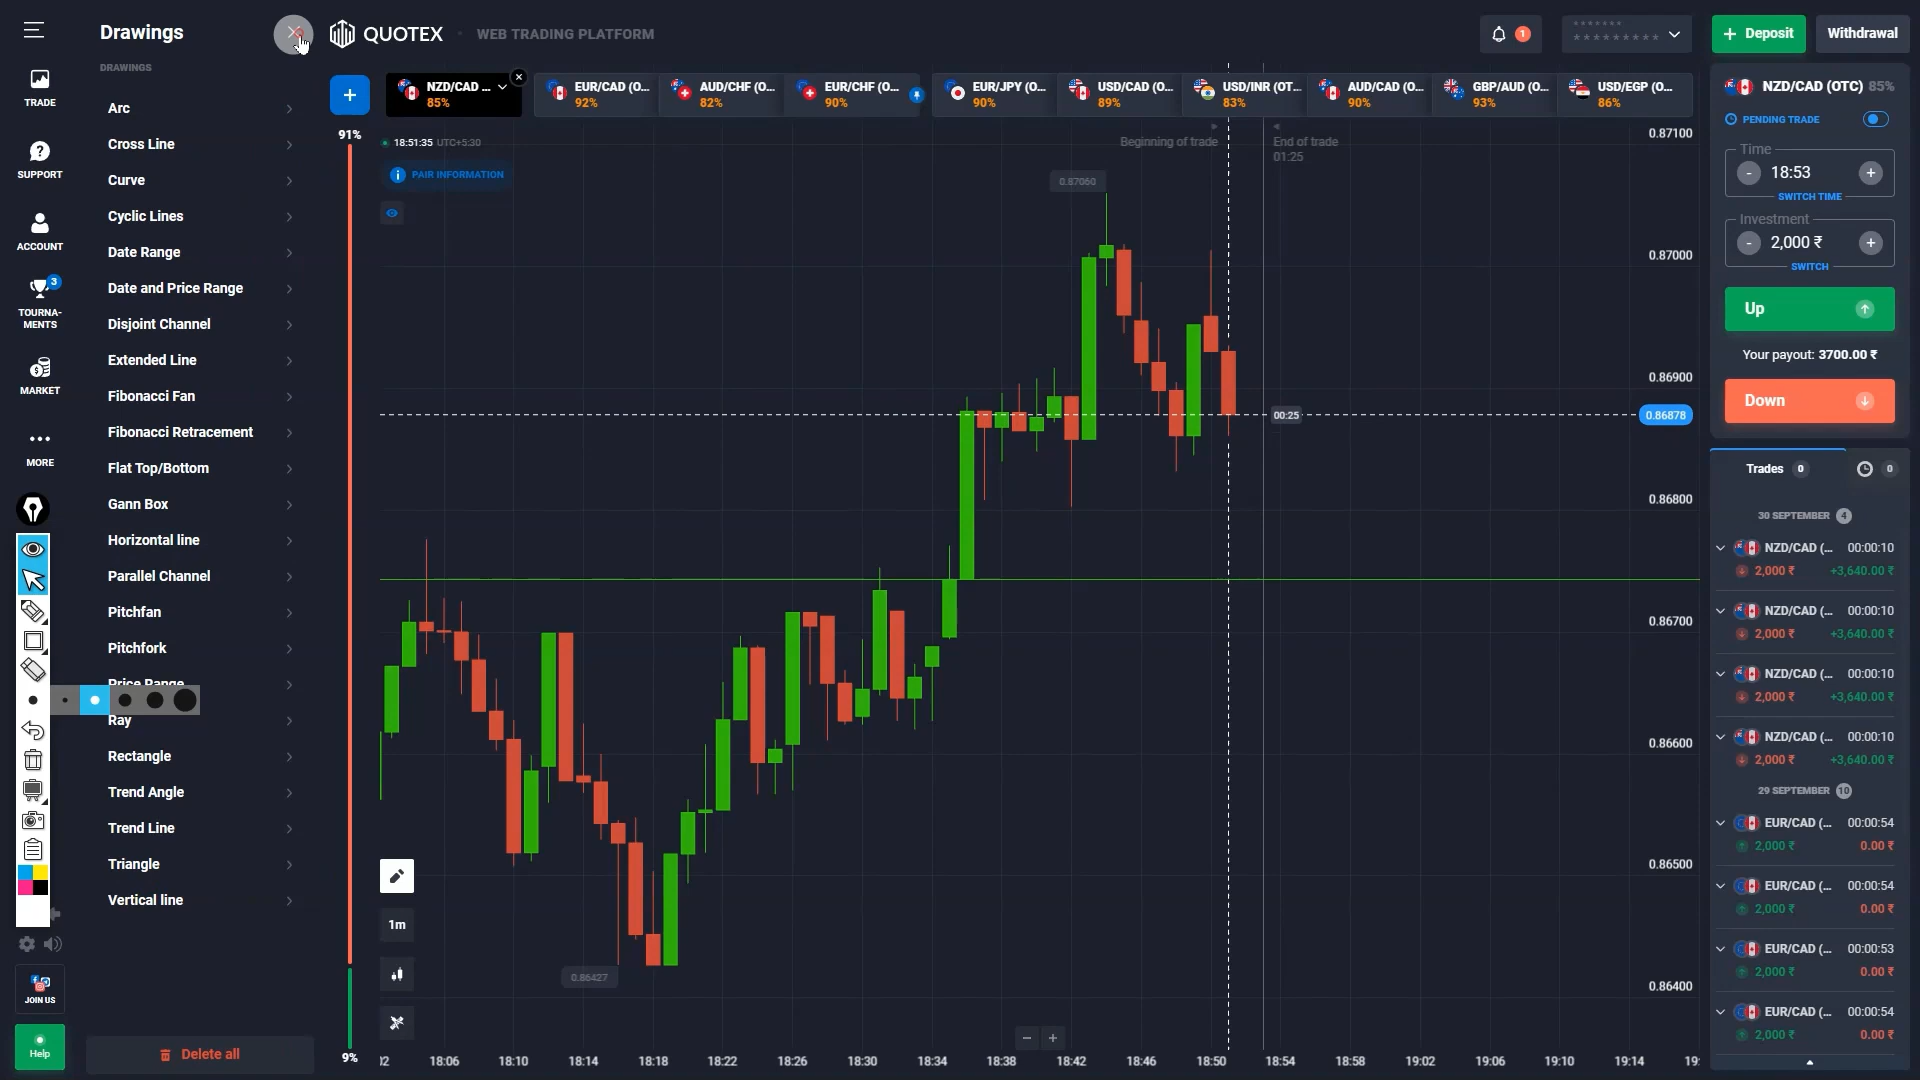 Drawings
QUOTEX
WEB TRADING PLATFORM
1
*******
*********
+ Deposit
Withdrawal
TRADE
SUPPORT
ACCOUNT
3
TOURNA-
MENTS
MARKET
MORE
JOIN US
Help
DRAWINGS
Arc
Cross Line
Curve
Cyclic Lines
Date Range
Date and Price Range
Disjoint Channel
Extended Line
Fibonacci Fan
Fibonacci Retracement
Flat Top/Bottom
Gann Box
Horizontal line
Parallel Channel
Pitchfan
Pitchfork
Price Range
Ray
Rectangle
Trend Angle
Trend Line
Triangle
Vertical line
Delete all
+
NZD/CAD ...
85%
EUR/CAD (O...
92%
AUD/CHF (O...
82%
EUR/CHF (O...
90%
EUR/JPY (O...
90%
USD/CAD (O...
89%
USD/INR (OT...
83%
AUD/CAD (O...
90%
GBP/AUD (O...
93%
USD/EGP (O...
86%
91%
9%
18:51:35 UTC+5:30
PAIR INFORMATION
Beginning of trade
End of trade
01:25
0.87060
0.86427
00:25
0.87100
0.87000
0.86900
0.86878
0.86800
0.86700
0.86600
0.86500
0.86400
1m
− +
18:06 18:10 18:14 18:18 18:22 18:26 18:30 18:34 18:38 18:42 18:46 18:50 18:54 18:58 19:02 19:06 19:10 19:14 19:
NZD/CAD (OTC) 85%
PENDING TRADE
Time
- 18:53 +
SWITCH TIME
Investment
- 2,000 ₹ +
SWITCH
Up
Your payout: 3700.00 ₹
Down
Trades 0
0
30 SEPTEMBER 4
NZD/CAD (... 00:00:10
2,000 ₹ +3,640.00 ₹
NZD/CAD (... 00:00:10
2,000 ₹ +3,640.00 ₹
NZD/CAD (... 00:00:10
2,000 ₹ +3,640.00 ₹
NZD/CAD (... 00:00:10
2,000 ₹ +3,640.00 ₹
29 SEPTEMBER 10
EUR/CAD (... 00:00:54
2,000 ₹ 0.00 ₹
EUR/CAD (... 00:00:54
2,000 ₹ 0.00 ₹
EUR/CAD (... 00:00:53
2,000 ₹ 0.00 ₹
EUR/CAD (... 00:00:54
2,000 ₹ 0.00 ₹